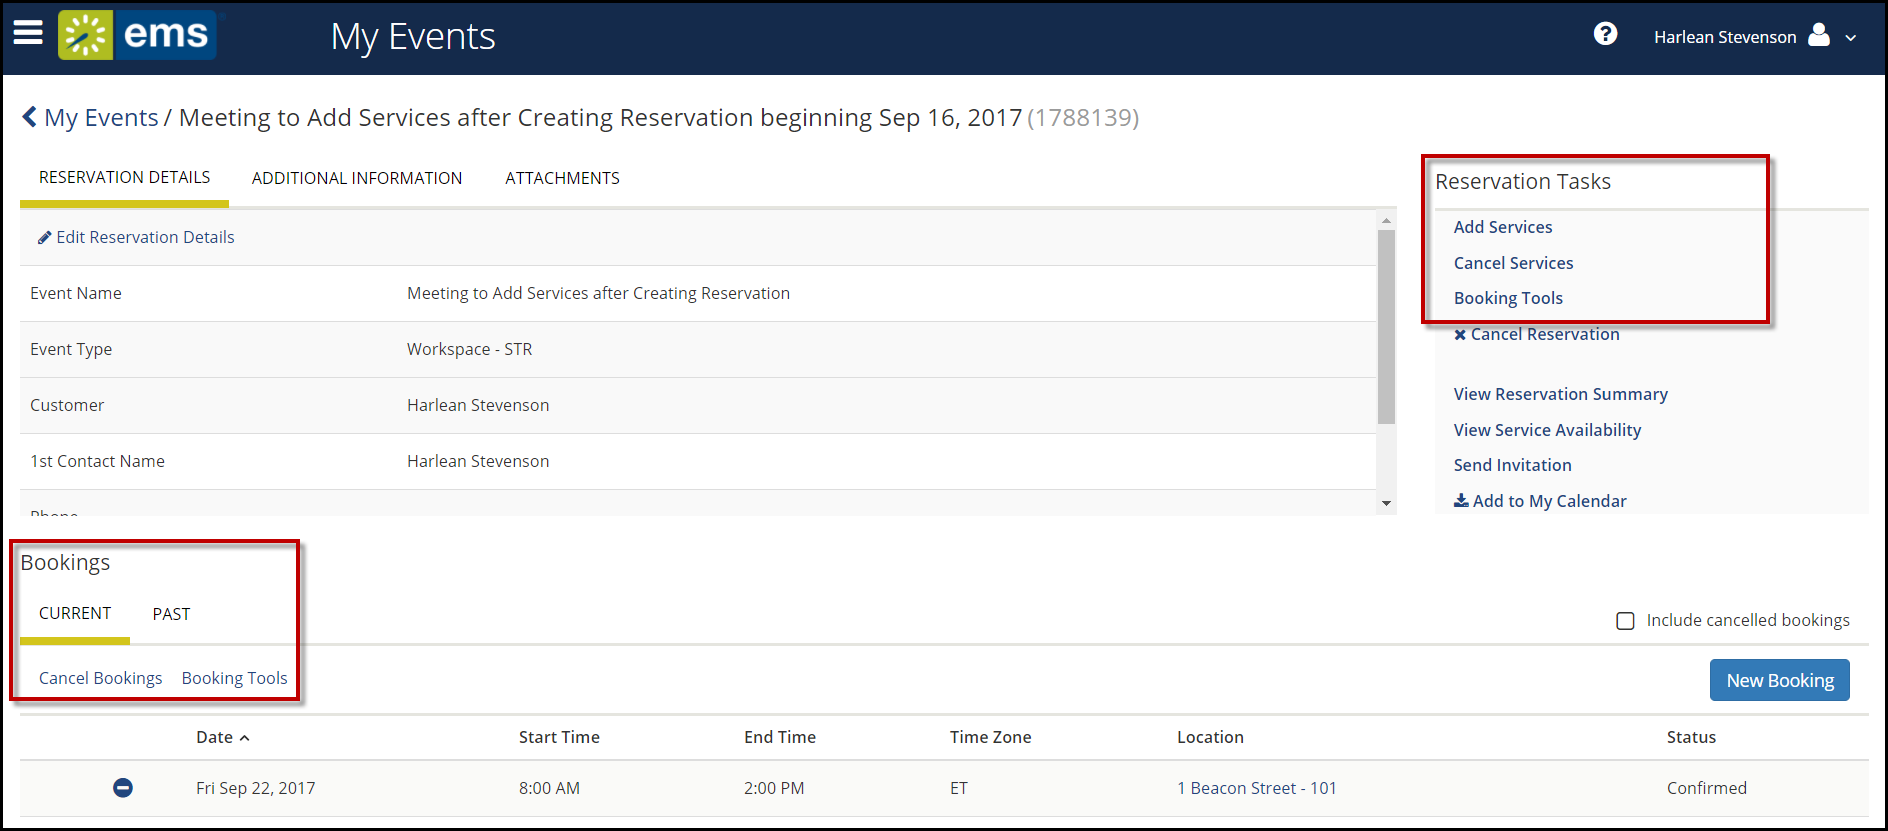 ems
My Events
Harlean Stevenson
My Events / Meeting to Add Services after Creating Reservation beginning Sep 16, 2017 (1788139)
RESERVATION DETAILS ADDITIONAL INFORMATION ATTACHMENTS
Edit Reservation Details
Event Name Meeting to Add Services after Creating Reservation
Event Type Workspace - STR
Customer Harlean Stevenson
1st Contact Name Harlean Stevenson
Phone
Reservation Tasks
Add Services
Cancel Services
Booking Tools
Cancel Reservation
View Reservation Summary
View Service Availability
Send Invitation
Add to My Calendar
Bookings
CURRENT PAST
Include cancelled bookings
Cancel Bookings Booking Tools
New Booking
Date Start Time End Time Time Zone Location Status
Fri Sep 22, 2017 8:00 AM 2:00 PM ET 1 Beacon Street - 101 Confirmed